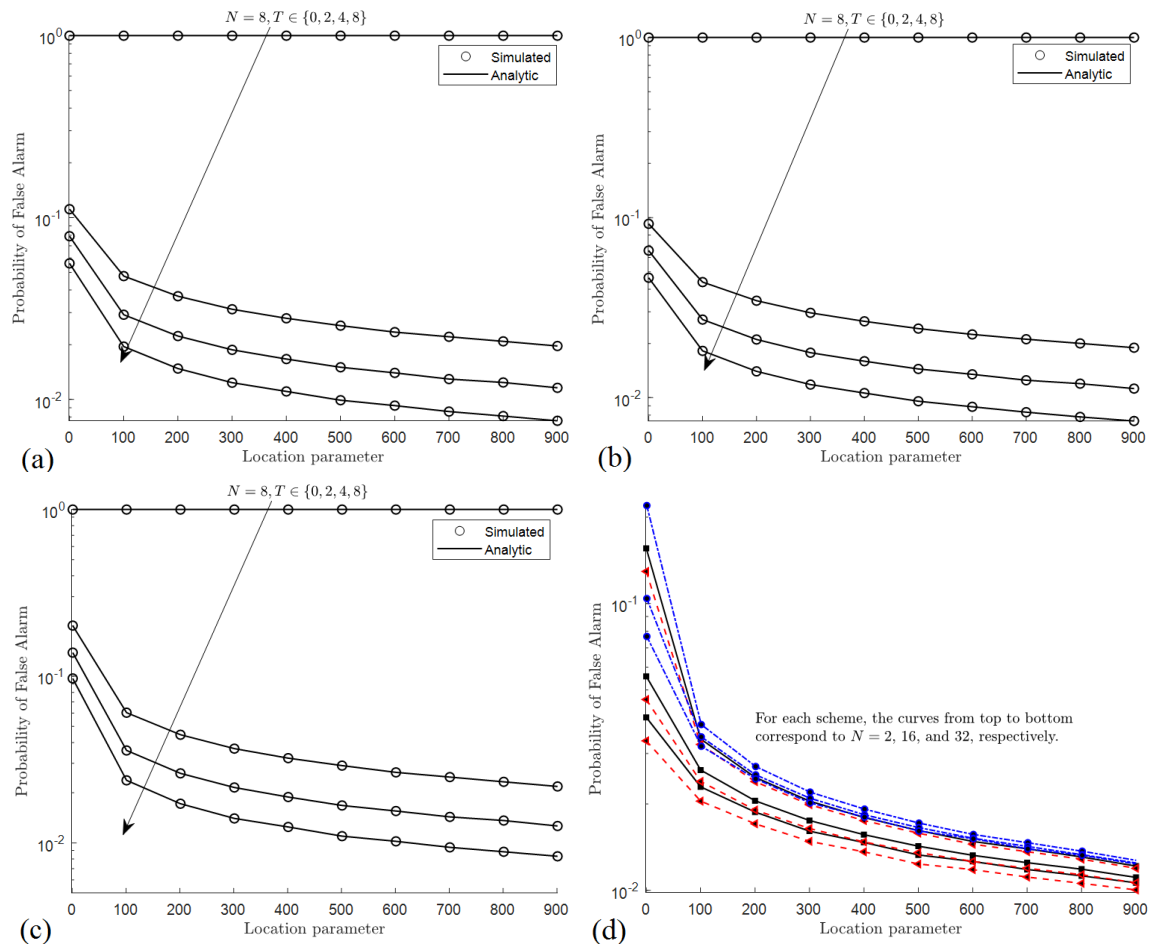 N = 8, T ∈ {0, 2, 4, 8}
10^0
Simulated
Analytic
Probability of False Alarm
10^-1
10^-2
0 100 200 300 400 500 600 700 800 900
(a)
Location parameter
N = 8, T ∈ {0, 2, 4, 8}
10^0
Simulated
Analytic
Probability of False Alarm
10^-1
10^-2
0 100 200 300 400 500 600 700 800 900
(b)
Location parameter
N = 8, T ∈ {0, 2, 4, 8}
10^0
Simulated
Analytic
Probability of False Alarm
10^-1
10^-2
0 100 200 300 400 500 600 700 800 900
(c)
Location parameter
Probability of False Alarm
10^-1
For each scheme, the curves from top to bottom
correspond to N = 2, 16, and 32, respectively.
10^-2
0 100 200 300 400 500 600 700 800 900
(d)
Location parameter